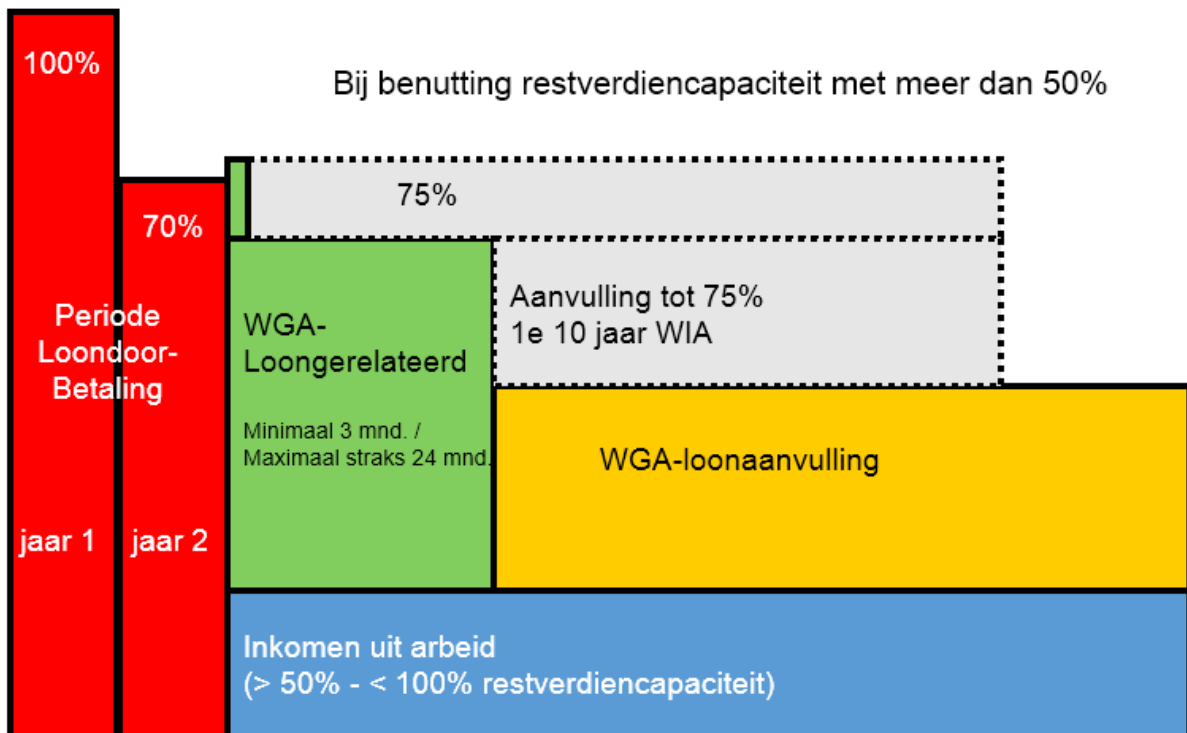 100%
Bij benutting restverdiencapaciteit met meer dan 50%
75%
70%
Periode
Loondoor-
Betaling
WGA-
Loongerelateerd
Minimaal 3 mnd. /
Maximaal straks 24 mnd.
Aanvulling tot 75%
1e 10 jaar WIA
WGA-loonaanvulling
jaar 1
jaar 2
Inkomen uit arbeid
(> 50% - < 100% restverdiencapaciteit)